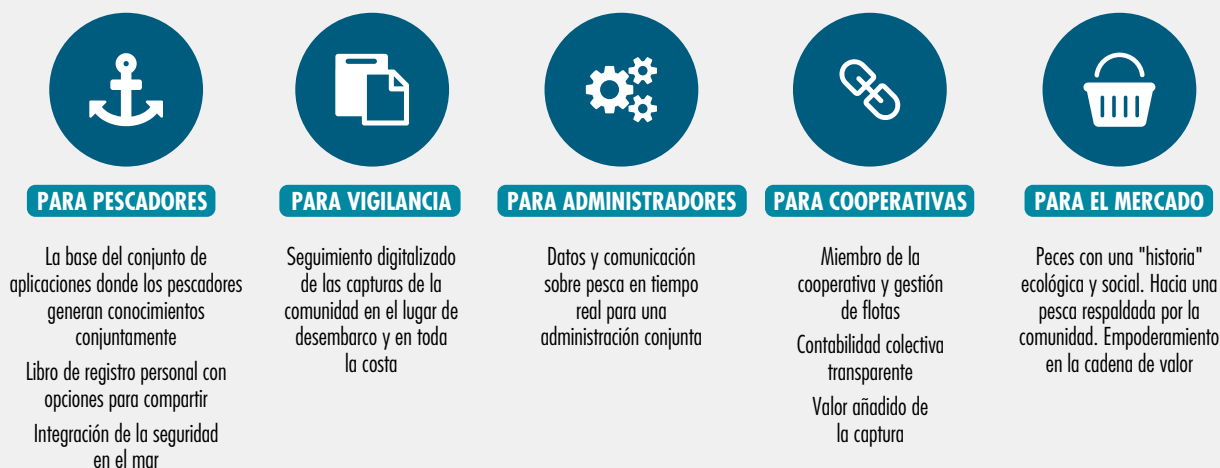 PARA PESCADORES
La base del conjunto de
aplicaciones donde los pescadores
generan conocimientos
conjuntamente
Libro de registro personal con
opciones para compartir
Integración de la seguridad
en el mar
PARA VIGILANCIA
Seguimiento digitalizado
de las capturas de la
comunidad en el lugar de
desembarco y en toda
la costa
PARA ADMINISTRADORES
Datos y comunicación
sobre pesca en tiempo
real para una
administración conjunta
PARA COOPERATIVAS
Miembro de la
cooperativa y gestión
de flotas
Contabilidad colectiva
transparente
Valor añadido de
la captura
PARA EL MERCADO
Peces con una "historia"
ecológica y social. Hacia una
pesca respaldada por la
comunidad. Empoderamiento
en la cadena de valor